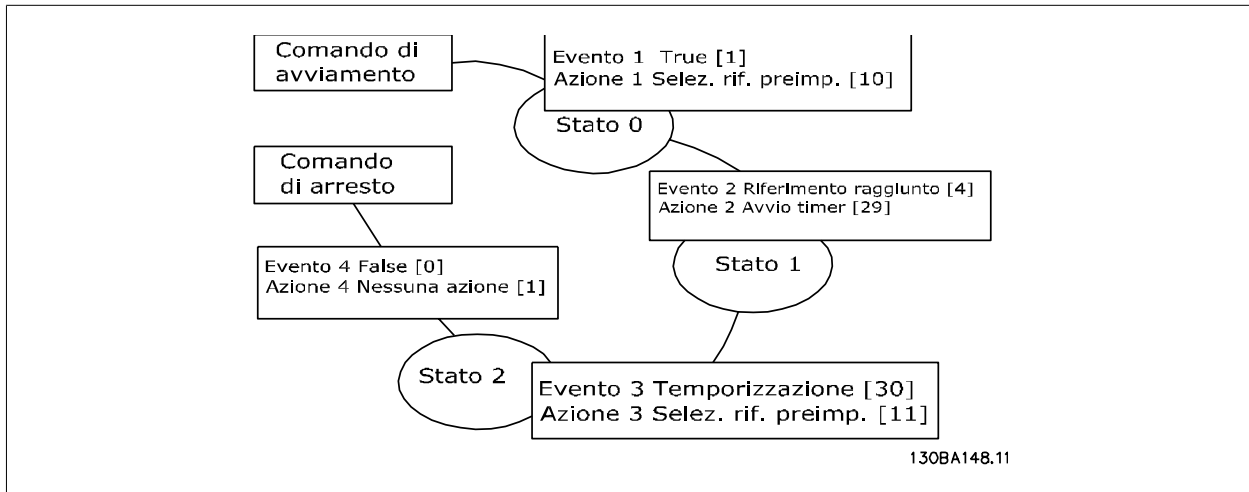 Comando di
avviamento
Evento 1 True [1]
Azione 1 Selez. rif. preimp. [10]
Stato 0
Comando
di arresto
Evento 2 Riferimento raggiunto [4]
Azione 2 Avvio timer [29]
Stato 1
Evento 4 False [0]
Azione 4 Nessuna azione [1]
Stato 2
Evento 3 Temporizzazione [30]
Azione 3 Selez. rif. preimp. [11]
130BA148.11